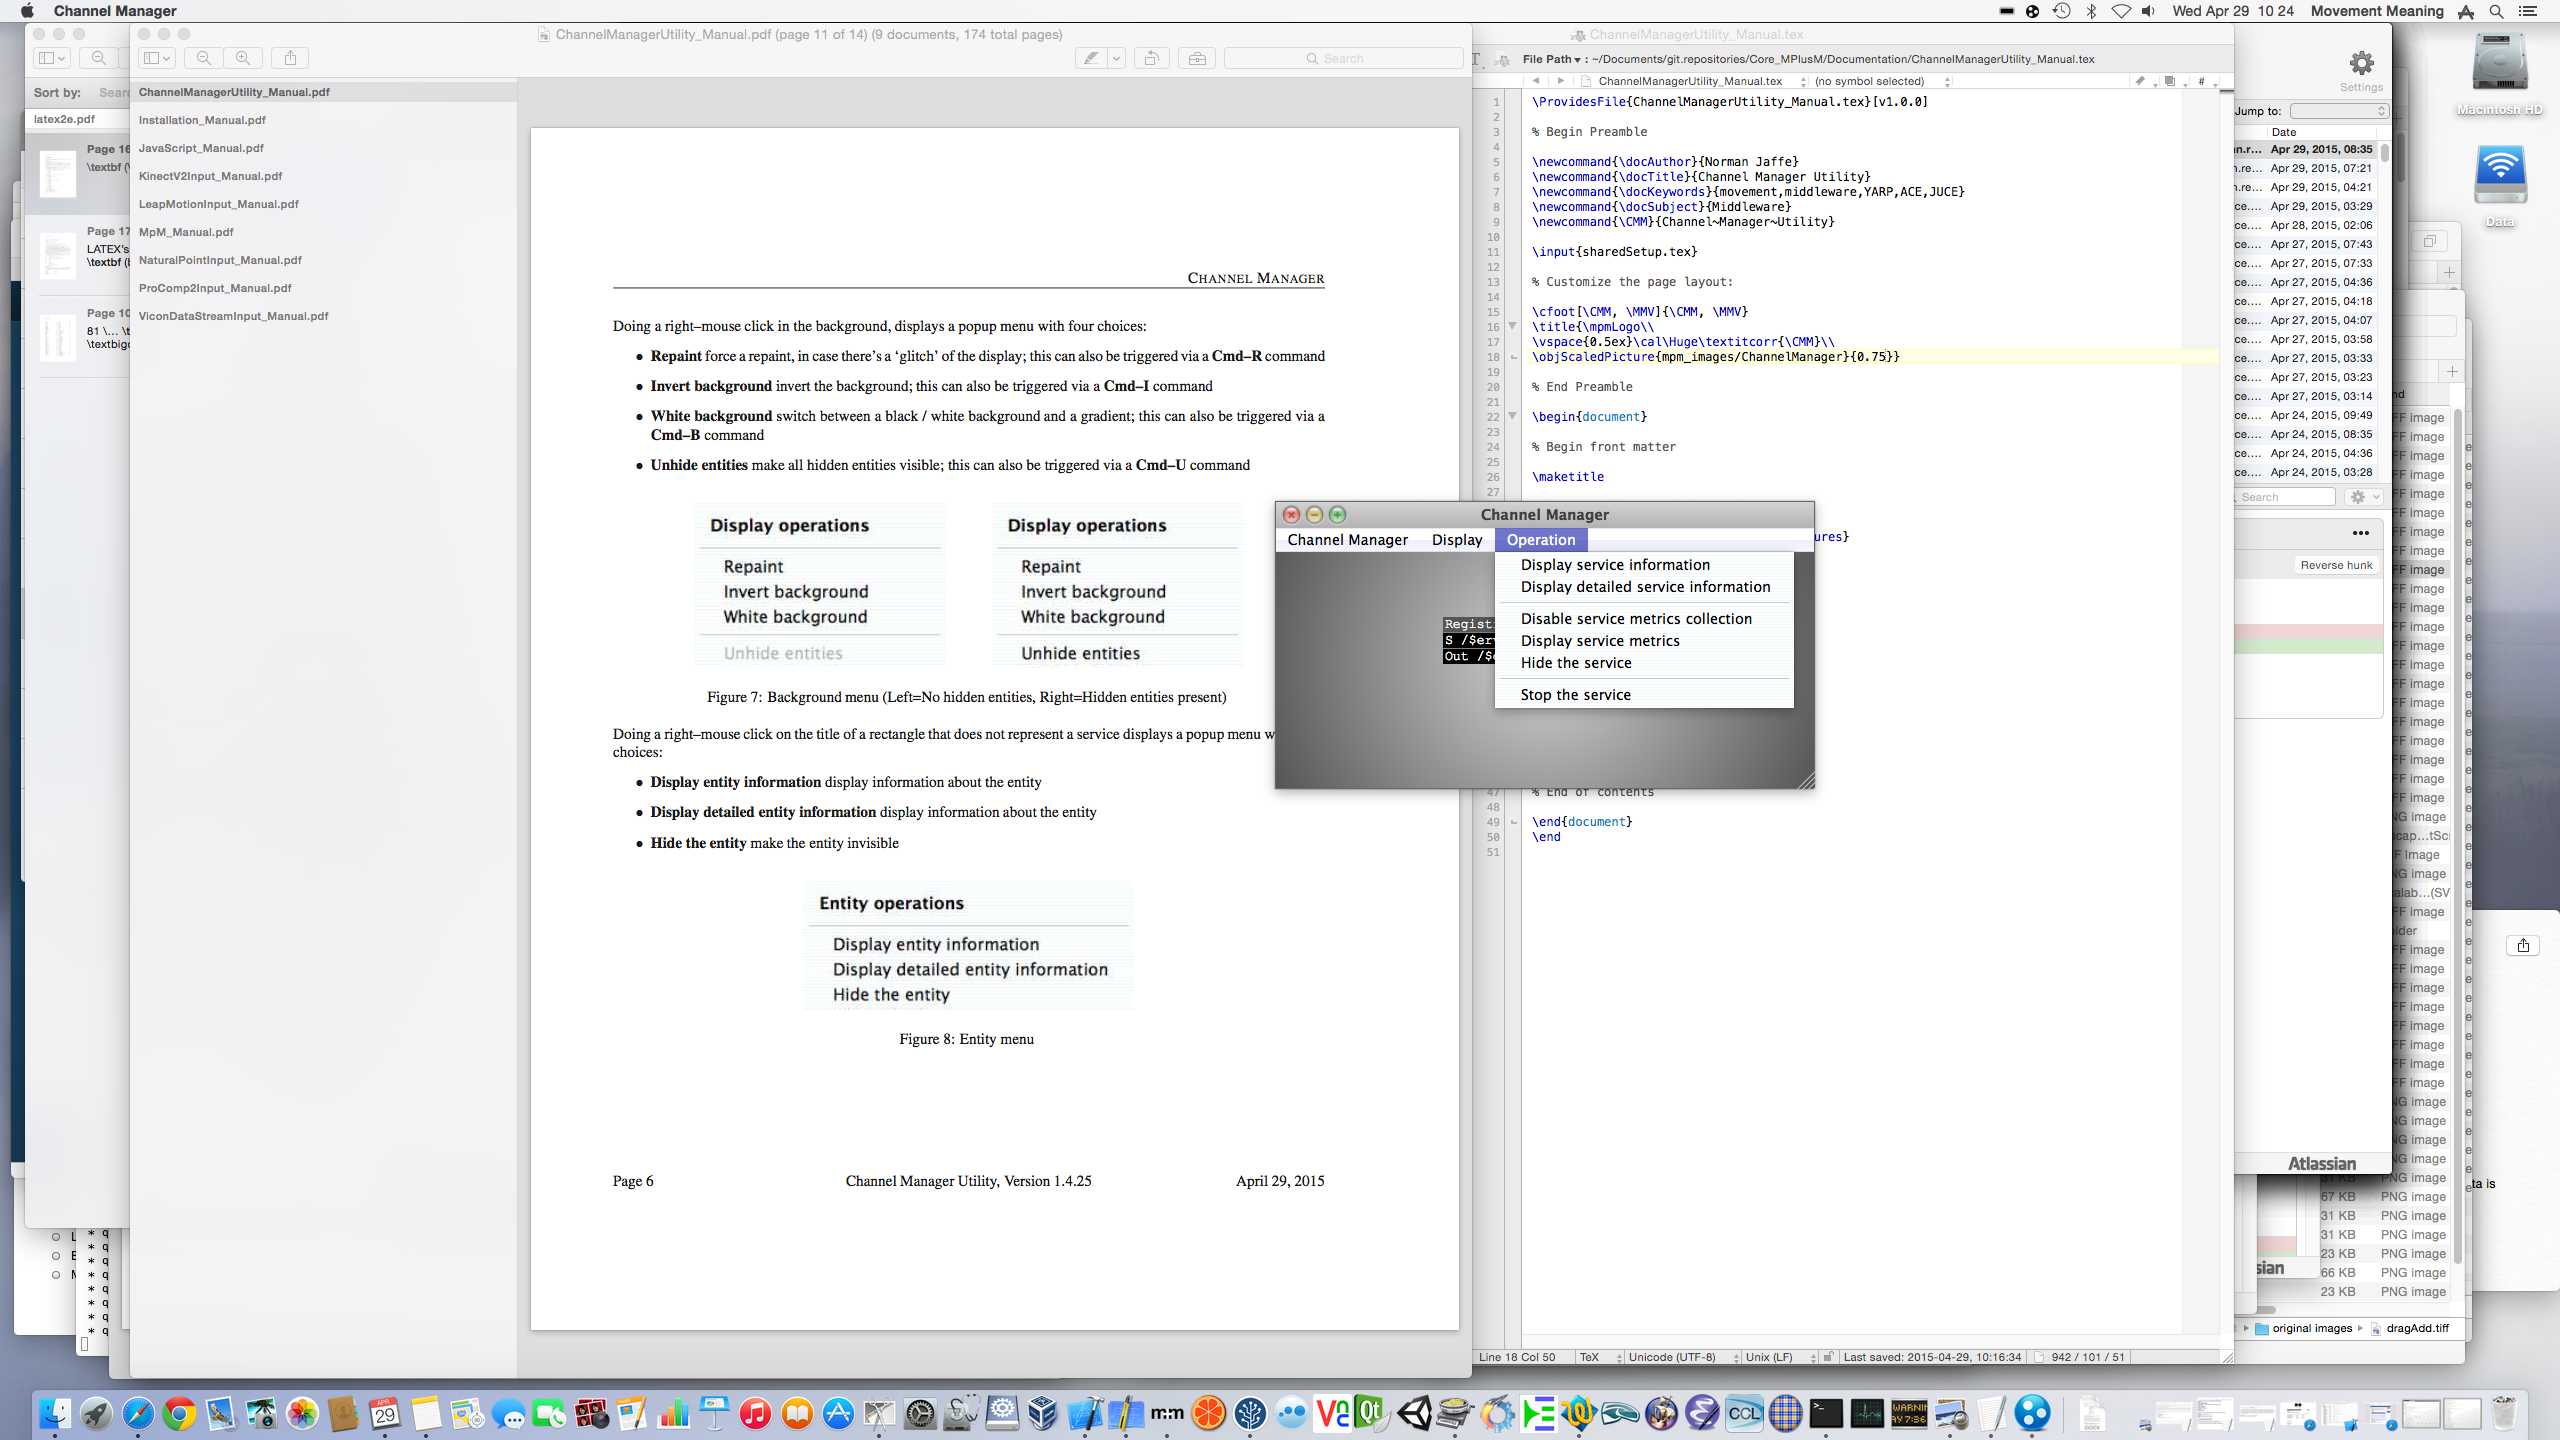 Channel Manager
Wed Apr 29 10 24 Movement Meaning
ChannelManagerUtility_Manual.pdf (page 11 of 14) (9 documents, 174 total pages)
Search
Sort by:
latex2e.pdf
Page 16
Page 17
LATEX's
Page 10
ChannelManagerUtility_Manual.pdf
Installation_Manual.pdf
JavaScript_Manual.pdf
KinectV2Input_Manual.pdf
LeapMotionInput_Manual.pdf
MpM_Manual.pdf
NaturalPointInput_Manual.pdf
ProComp2Input_Manual.pdf
ViconDataStreamInput_Manual.pdf
CHANNEL MANAGER
Doing a right–mouse click in the background, displays a popup menu with four choices:
• Repaint force a repaint, in case there's a ‘glitch’ of the display; this can also be triggered via a Cmd–R command
• Invert background invert the background; this can also be triggered via a Cmd–I command
• White background switch between a black / white background and a gradient; this can also be triggered via a
Cmd–B command
• Unhide entities make all hidden entities visible; this can also be triggered via a Cmd–U command
Display operations
Repaint
Invert background
White background
Unhide entities
Display operations
Repaint
Invert background
White background
Unhide entities
Figure 7: Background menu (Left=No hidden entities, Right=Hidden entities present)
Doing a right–mouse click on the title of a rectangle that does not represent a service displays a popup menu w
choices:
• Display entity information display information about the entity
• Display detailed entity information display information about the entity
• Hide the entity make the entity invisible
Entity operations
Display entity information
Display detailed entity information
Hide the entity
Figure 8: Entity menu
Page 6
Channel Manager Utility, Version 1.4.25
April 29, 2015
ChannelManagerUtility_Manual.tex
File Path ▾ : ~/Documents/git.repositories/Core_MPlusM/Documentation/ChannelManagerUtility_Manual.tex
ChannelManagerUtility_Manual.tex (no symbol selected)
1 \ProvidesFile{ChannelManagerUtility_Manual.tex}[v1.0.0]
2
3 % Begin Preamble
4
5 \newcommand{\docAuthor}{Norman Jaffe}
6 \newcommand{\docTitle}{Channel Manager Utility}
7 \newcommand{\docKeywords}{movement,middleware,YARP,ACE,JUCE}
8 \newcommand{\docSubject}{Middleware}
9 \newcommand{\CMM}{Channel~Manager~Utility}
10
11 \input{sharedSetup.tex}
12
13 % Customize the page layout:
14
15 \cfoot[\CMM, \MMV]{\CMM, \MMV}
16 \title{\mpmLogo\\
17 \vspace{0.5ex}\cal\Huge\textitcorr{\CMM}\\
18 \objScaledPicture{mpm_images/ChannelManager}{0.75}}
19
20 % End Preamble
21
22 \begin{document}
23
24 % Begin front matter
25
26 \maketitle
27
ures}
47 % End of contents
48
49 \end{document}
50 \end
51
Channel Manager
Channel Manager Display Operation
Display service information
Display detailed service information
Disable service metrics collection
Display service metrics
Hide the service
Stop the service
Regist
S /$er
Out /$
Line 18 Col 50 TeX Unicode (UTF-8) Unix (LF) Last saved: 2015-04-29, 10:16:34 942 / 101 / 51
Settings
Jump to:
Date
Apr 29, 2015, 08:35
Apr 29, 2015, 07:21
Apr 29, 2015, 04:21
Apr 29, 2015, 03:29
Apr 28, 2015, 02:06
Apr 27, 2015, 07:43
Apr 27, 2015, 07:33
Apr 27, 2015, 04:36
Apr 27, 2015, 04:18
Apr 27, 2015, 04:07
Apr 27, 2015, 03:58
Apr 27, 2015, 03:33
Apr 27, 2015, 03:23
Apr 27, 2015, 03:14
Apr 24, 2015, 09:49
Apr 24, 2015, 08:35
Apr 24, 2015, 04:36
Apr 24, 2015, 03:28
Search
Reverse hunk
Atlassian
67 KB PNG image
31 KB PNG image
31 KB PNG image
23 KB PNG image
66 KB PNG image
23 KB PNG image
original images ▸ dragAdd.tiff
Macintosh HD
Data